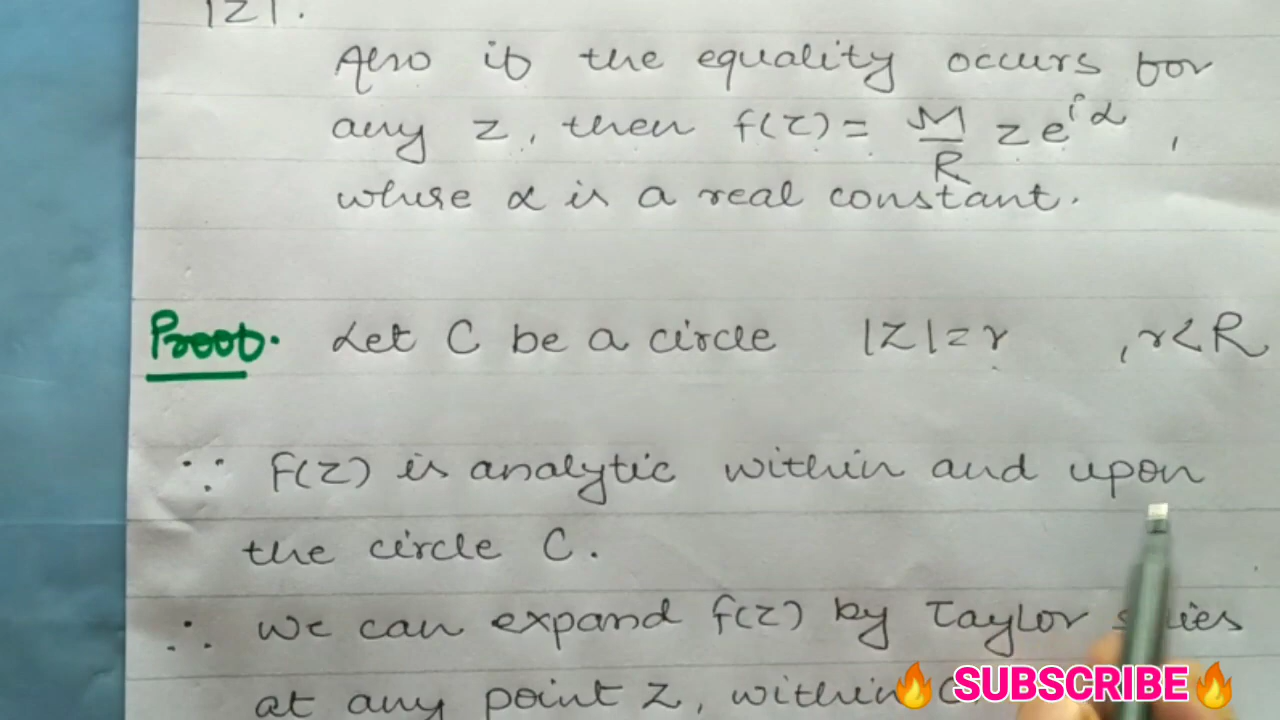 |z|.
Also if the equality occurs for
any z, then f(z) = M/R z e^{iα},
where α is a real constant.
Proof. Let C be a circle |z| = r , r < R
∵ f(z) is analytic within and upon
the circle C.
∴ we can expand f(z) by Taylor series
at any point z, within C.
🔥 SUBSCRIBE 🔥